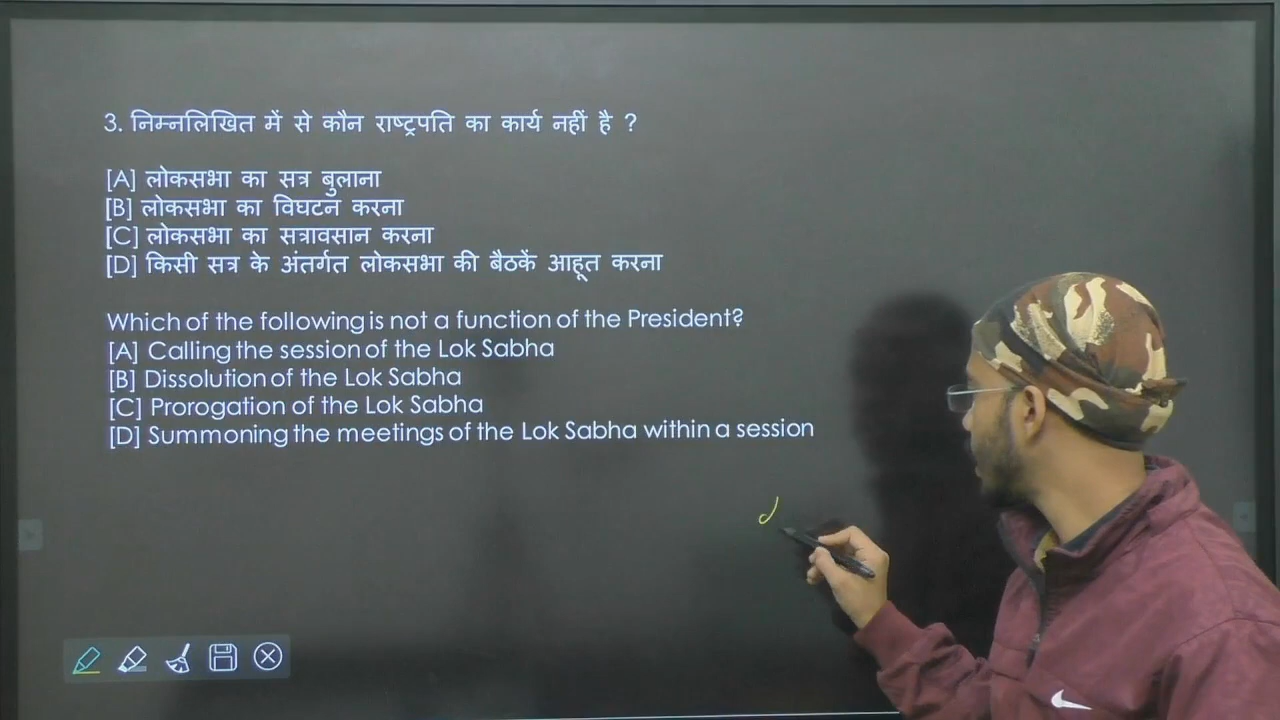 3. निम्नलिखित में से कौन राष्ट्रपति का कार्य नहीं है ?
[A] लोकसभा का सत्र बुलाना
[B] लोकसभा का विघटन करना
[C] लोकसभा का सत्रावसान करना
[D] किसी सत्र के अंतर्गत लोकसभा की बैठकें आहूत करना
Which of the following is not a function of the President?
[A] Calling the session of the Lok Sabha
[B] Dissolution of the Lok Sabha
[C] Prorogation of the Lok Sabha
[D] Summoning the meetings of the Lok Sabha within a session